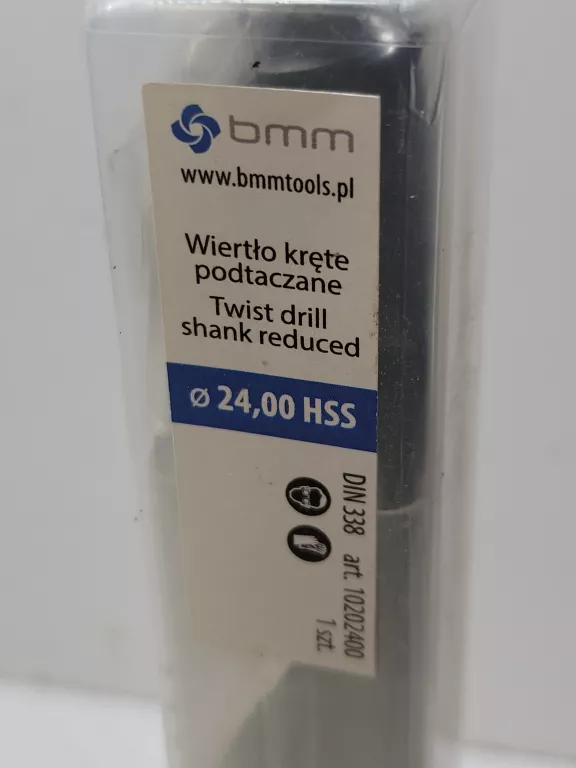 bmm
www.bmmtools.pl
Wiertło kręte
podtaczane
Twist drill
shank reduced
ø 24,00 HSS
DIN 338 art. 10202400
1 szt.